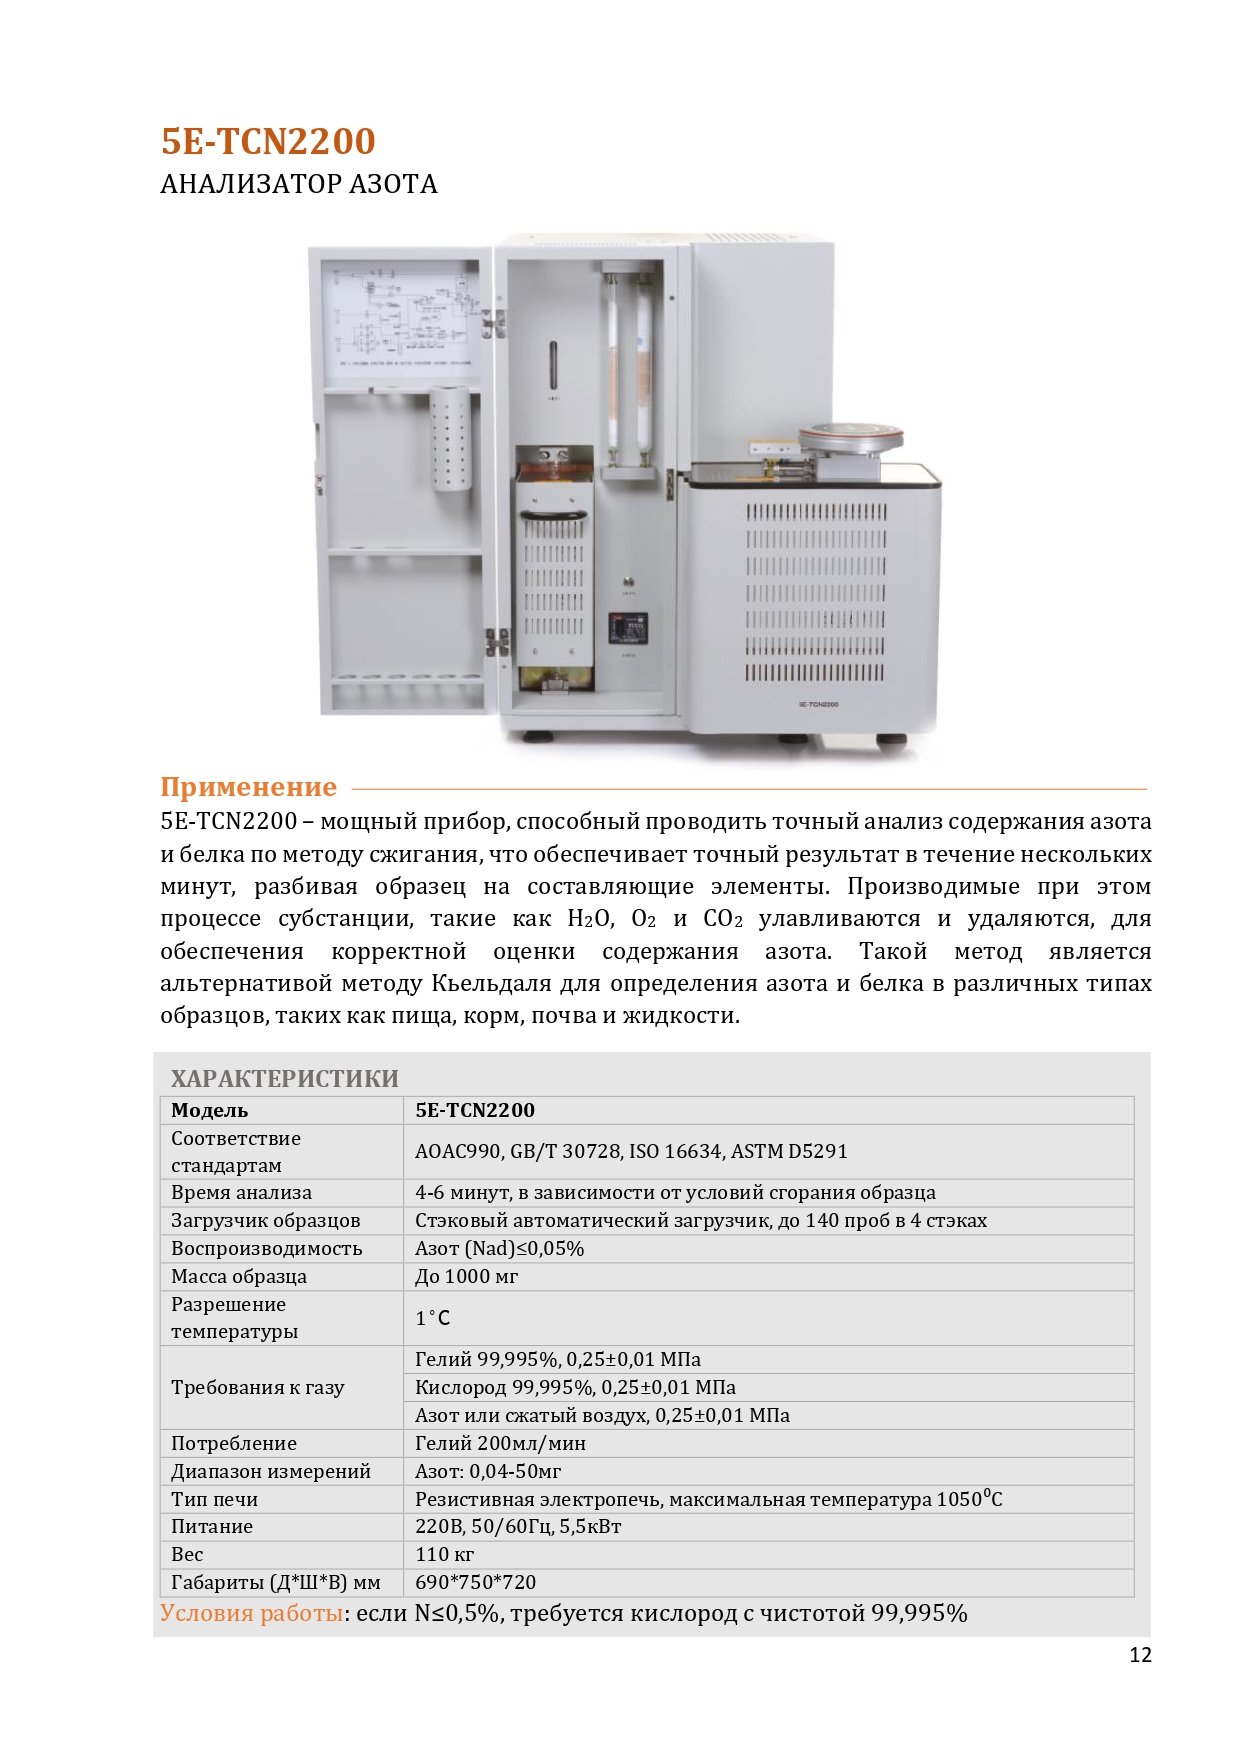 5E-TCN2200
АНАЛИЗАТОР АЗОТА
5E-TCN2200
Применение
5E-TCN2200 – мощный прибор, способный проводить точный анализ содержания азота
и белка по методу сжигания, что обеспечивает точный результат в течение нескольких
минут, разбивая образец на составляющие элементы. Производимые при этом
процессе субстанции, такие как H₂O, O₂ и CO₂ улавливаются и удаляются, для
обеспечения корректной оценки содержания азота. Такой метод является
альтернативой методу Кьельдаля для определения азота и белка в различных типах
образцов, таких как пища, корм, почва и жидкости.
ХАРАКТЕРИСТИКИ
Модель 5E-TCN2200
Соответствие
стандартам AOAC990, GB/T 30728, ISO 16634, ASTM D5291
Время анализа 4-6 минут, в зависимости от условий сгорания образца
Загрузчик образцов Стэковый автоматический загрузчик, до 140 проб в 4 стэках
Воспроизводимость Азот (Nad)≤0,05%
Масса образца До 1000 мг
Разрешение
температуры 1˚C
Требования к газу Гелий 99,995%, 0,25±0,01 МПа
Кислород 99,995%, 0,25±0,01 МПа
Азот или сжатый воздух, 0,25±0,01 МПа
Потребление Гелий 200мл/мин
Диапазон измерений Азот: 0,04-50мг
Тип печи Резистивная электропечь, максимальная температура 1050⁰С
Питание 220В, 50/60Гц, 5,5кВт
Вес 110 кг
Габариты (Д*Ш*В) мм 690*750*720
Условия работы: если N≤0,5%, требуется кислород с чистотой 99,995%
12